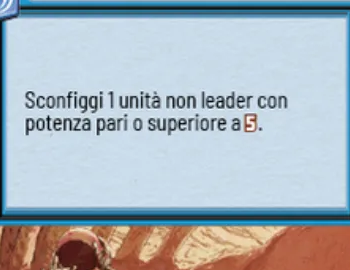 Sconfiggi 1 unità non leader con
potenza pari o superiore a 5.